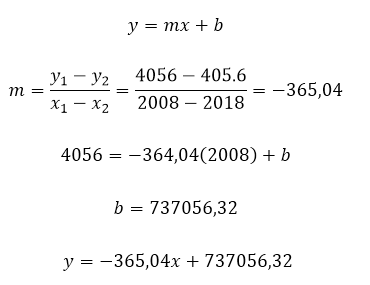 y = mx + b
m = (y₁ − y₂)/(x₁ − x₂) = (4056 − 405.6)/(2008 − 2018) = −365,04
4056 = −364,04(2008) + b
b = 737056,32
y = −365,04x + 737056,32